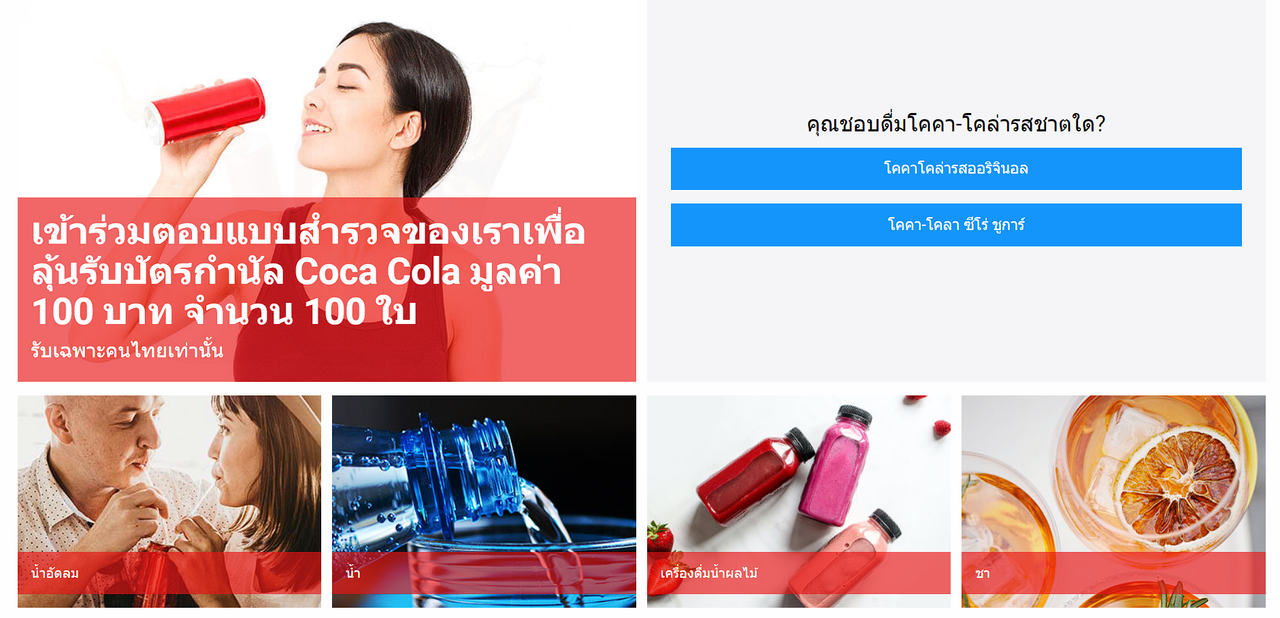 เข้าร่วมตอบแบบสำรวจของเราเพื่อ
ลุ้นรับบัตรกำนัล Coca Cola มูลค่า
100 บาท จำนวน 100 ใบ
รับเฉพาะคนไทยเท่านั้น
คุณชอบดื่มโคคา-โคล่ารสชาตใด?
โคคาโคล่ารสออริจินอล
โคคา-โคลา ซีโร่ ชูการ์
น้ำอัดลม
น้ำ
เครื่องดื่มน้ำผลไม้
ชา